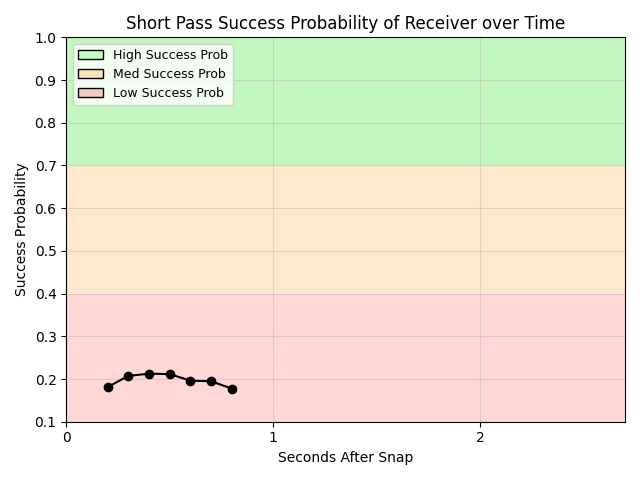 Short Pass Success Probability of Receiver over Time
1.0
0.9
0.8
0.7
0.6
0.5
0.4
0.3
0.2
0.1
Success Probability
High Success Prob
Med Success Prob
Low Success Prob
0 1 2
Seconds After Snap